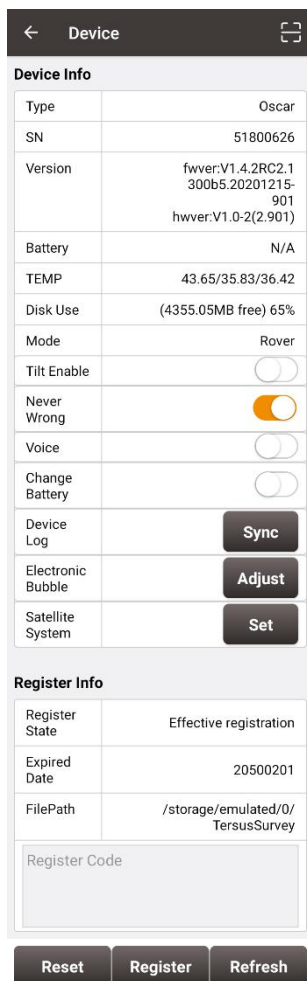 Device
Device Info
Type Oscar
SN 51800626
Version fwver:V1.4.2RC2.1
300b5.20201215-
901
hwver:V1.0-2(2.901)
Battery N/A
TEMP 43.65/35.83/36.42
Disk Use (4355.05MB free) 65%
Mode Rover
Tilt Enable
Never
Wrong
Voice
Change
Battery
Device
Log
Sync
Electronic
Bubble
Adjust
Satellite
System
Set
Register Info
Register
State
Effective registration
Expired
Date
20500201
FilePath /storage/emulated/0/
TersusSurvey
Register Code
Reset Register Refresh